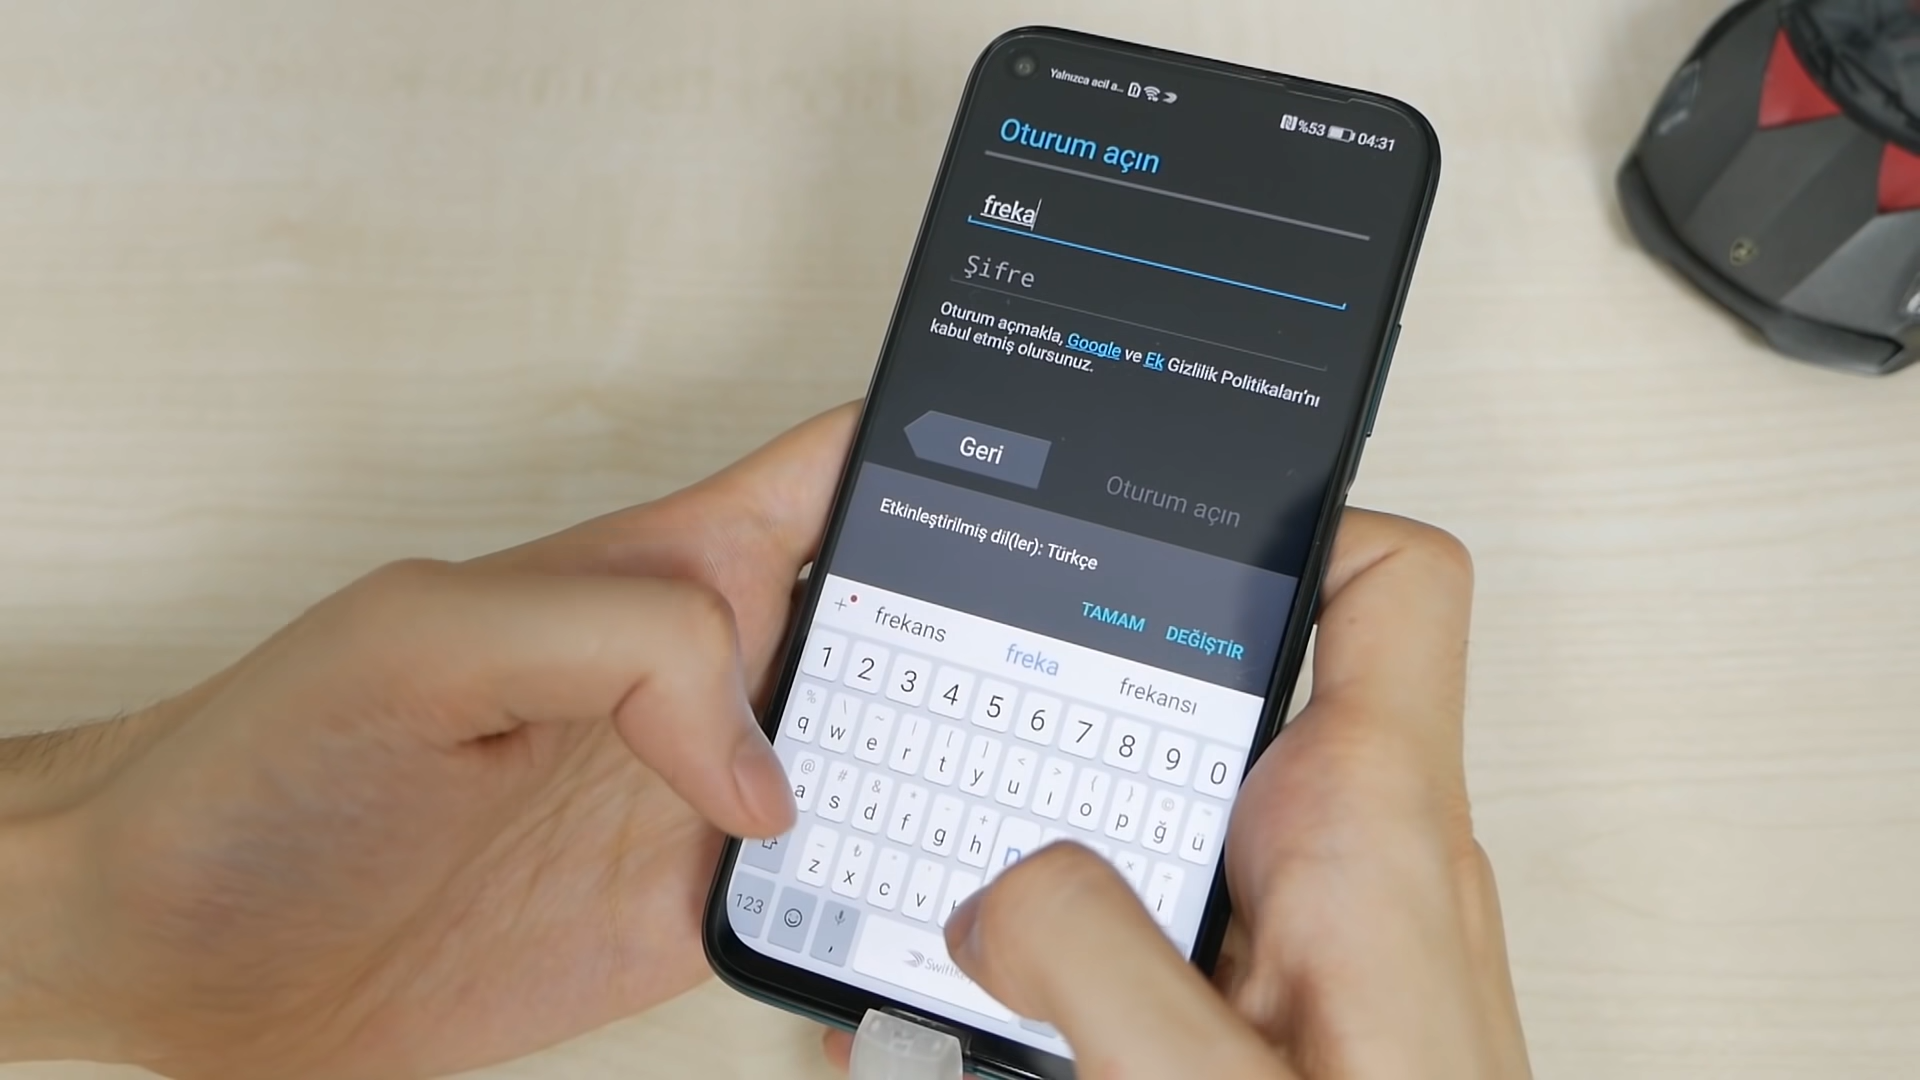 Yalnızca acil a...
%53 04:31
Oturum açın
freka
Şifre
Oturum açmakla, Google ve Ek Gizlilik Politikaları'nı
kabul etmiş olursunuz.
Geri
Oturum açın
Etkinleştirilmiş dil(ler): Türkçe
TAMAM DEĞİŞTİR
+ frekans freka frekansı
1 2 3 4 5 6 7 8 9 0
q w e r t y u ı o p ğ ü
a s d f g h
z x c v
i
123 ,